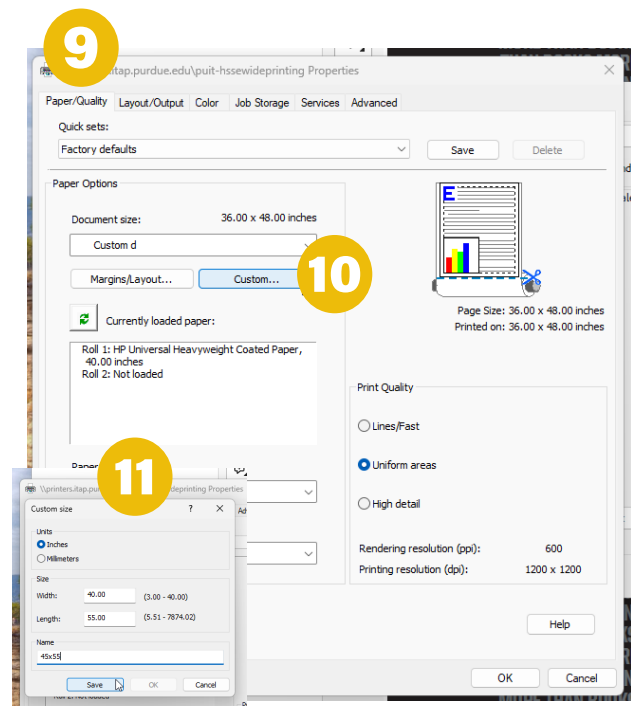 9
itap.purdue.edu\puit-hssewideprinting Properties
Paper/Quality Layout/Output Color Job Storage Services Advanced
Quick sets:
Factory defaults
Save Delete
Paper Options
Document size: 36.00 x 48.00 inches
Custom d
Margins/Layout... Custom...
10
Currently loaded paper:
Roll 1: HP Universal Heavyweight Coated Paper,
40.00 inches
Roll 2: Not loaded
E
Page Size: 36.00 x 48.00 inches
Printed on: 36.00 x 48.00 inches
Print Quality
Lines/Fast
Uniform areas
High detail
Rendering resolution (ppi): 600
Printing resolution (dpi): 1200 x 1200
Help
OK Cancel
11
\\printers.itap.pu deprinting Properties
Custom size ? X
Units
Inches
Millimeters
Size
Width: 40.00 (3.00 - 40.00)
Length: 55.00 (5.51 - 7874.02)
Name
45x55
Save OK Cancel